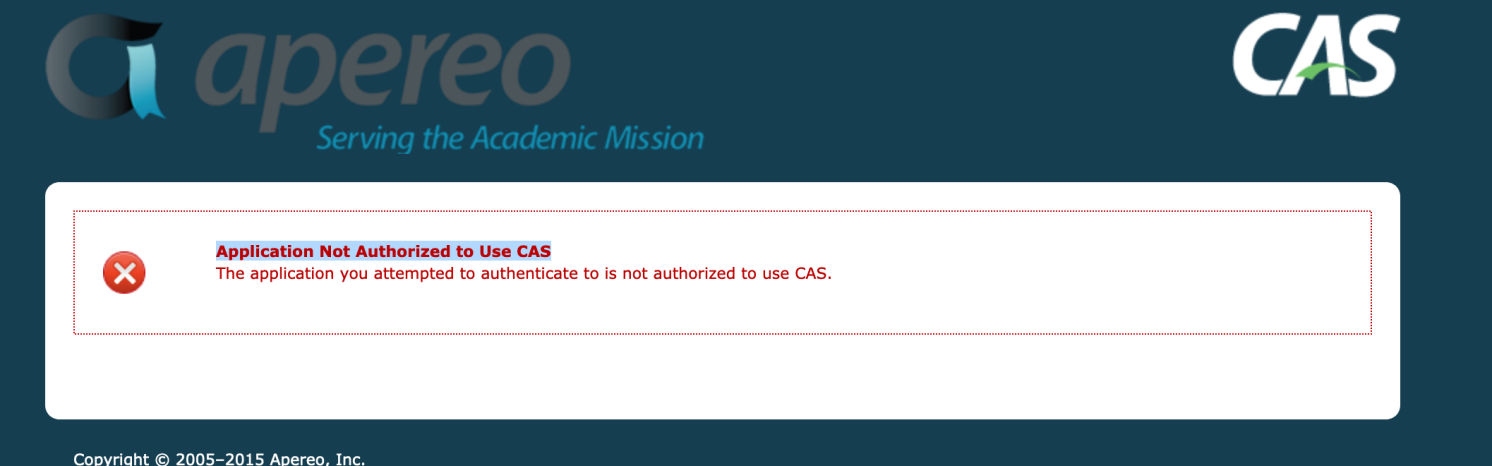 apereo
CAS
Serving the Academic Mission
Application Not Authorized to Use CAS
The application you attempted to authenticate to is not authorized to use CAS.
Copyright © 2005–2015 Apereo, Inc.